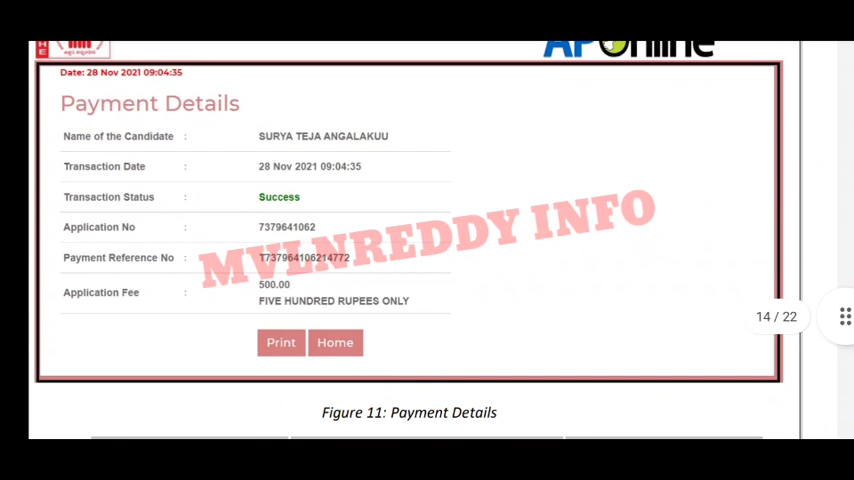 APOnline
Date: 28 Nov 2021 09:04:35
Payment Details
Name of the Candidate : SURYA TEJA ANGALAKUU
Transaction Date : 28 Nov 2021 09:04:35
Transaction Status : Success
Application No : 7379641062
Payment Reference No : T737964106214772
Application Fee : 500.00
FIVE HUNDRED RUPEES ONLY
MVLNREDDY INFO
Print Home
14 / 22
Figure 11: Payment Details